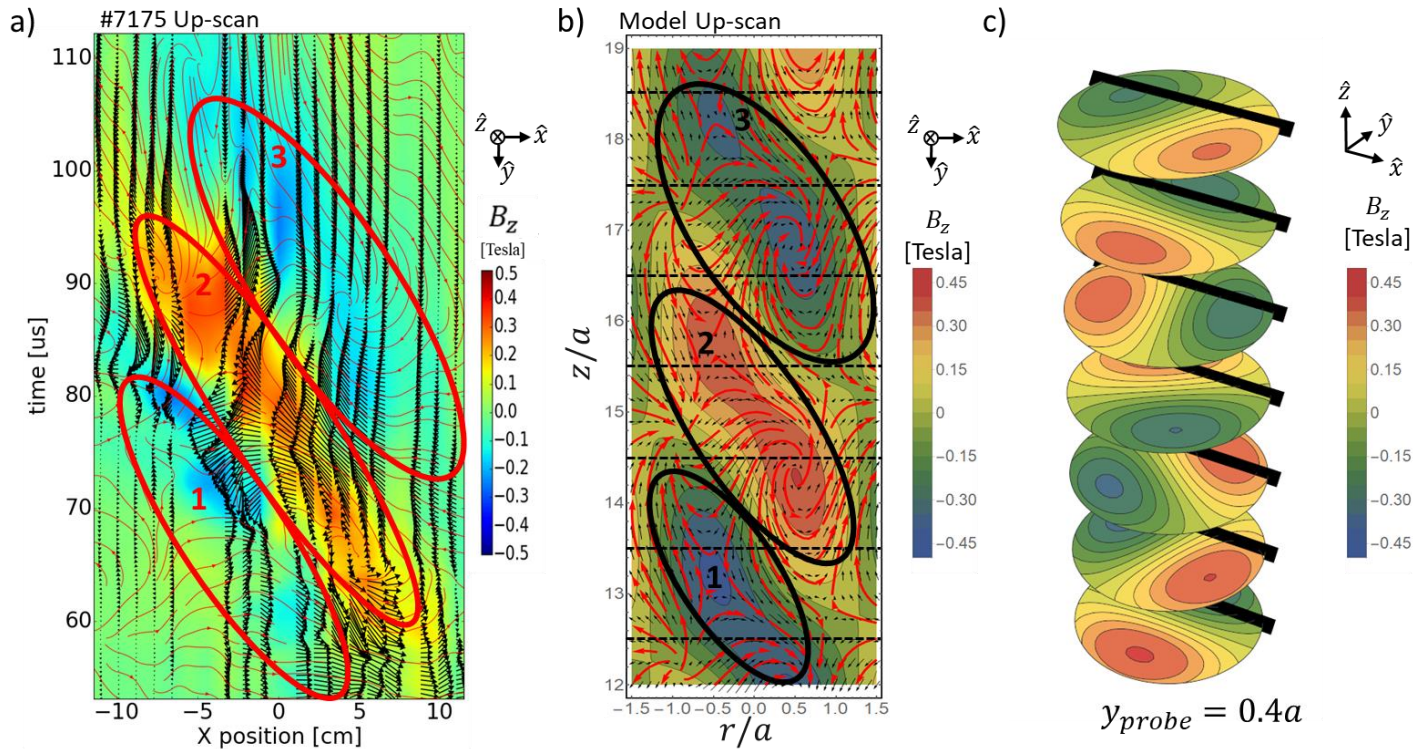 a) #7175 Up-scan
110
100
90
80
70
60
time [us]
−10 −5 0 5 10
X position [cm]
1
2
3
ẑ x̂
ŷ
B_z
[Tesla]
0.5
0.4
0.3
0.2
0.1
0.0
−0.1
−0.2
−0.3
−0.4
−0.5
b) Model Up-scan
19
18
17
16
15
14
13
12
z/a
−1.5 −1.0 −0.5 0.0 0.5 1.0 1.5
r/a
3
2
1
ẑ x̂
ŷ
B_z
[Tesla]
0.45
0.30
0.15
0
−0.15
−0.30
−0.45
c)
ẑ
ŷ
x̂
B_z
[Tesla]
0.45
0.30
0.15
0
−0.15
−0.30
−0.45
y_probe = 0.4a